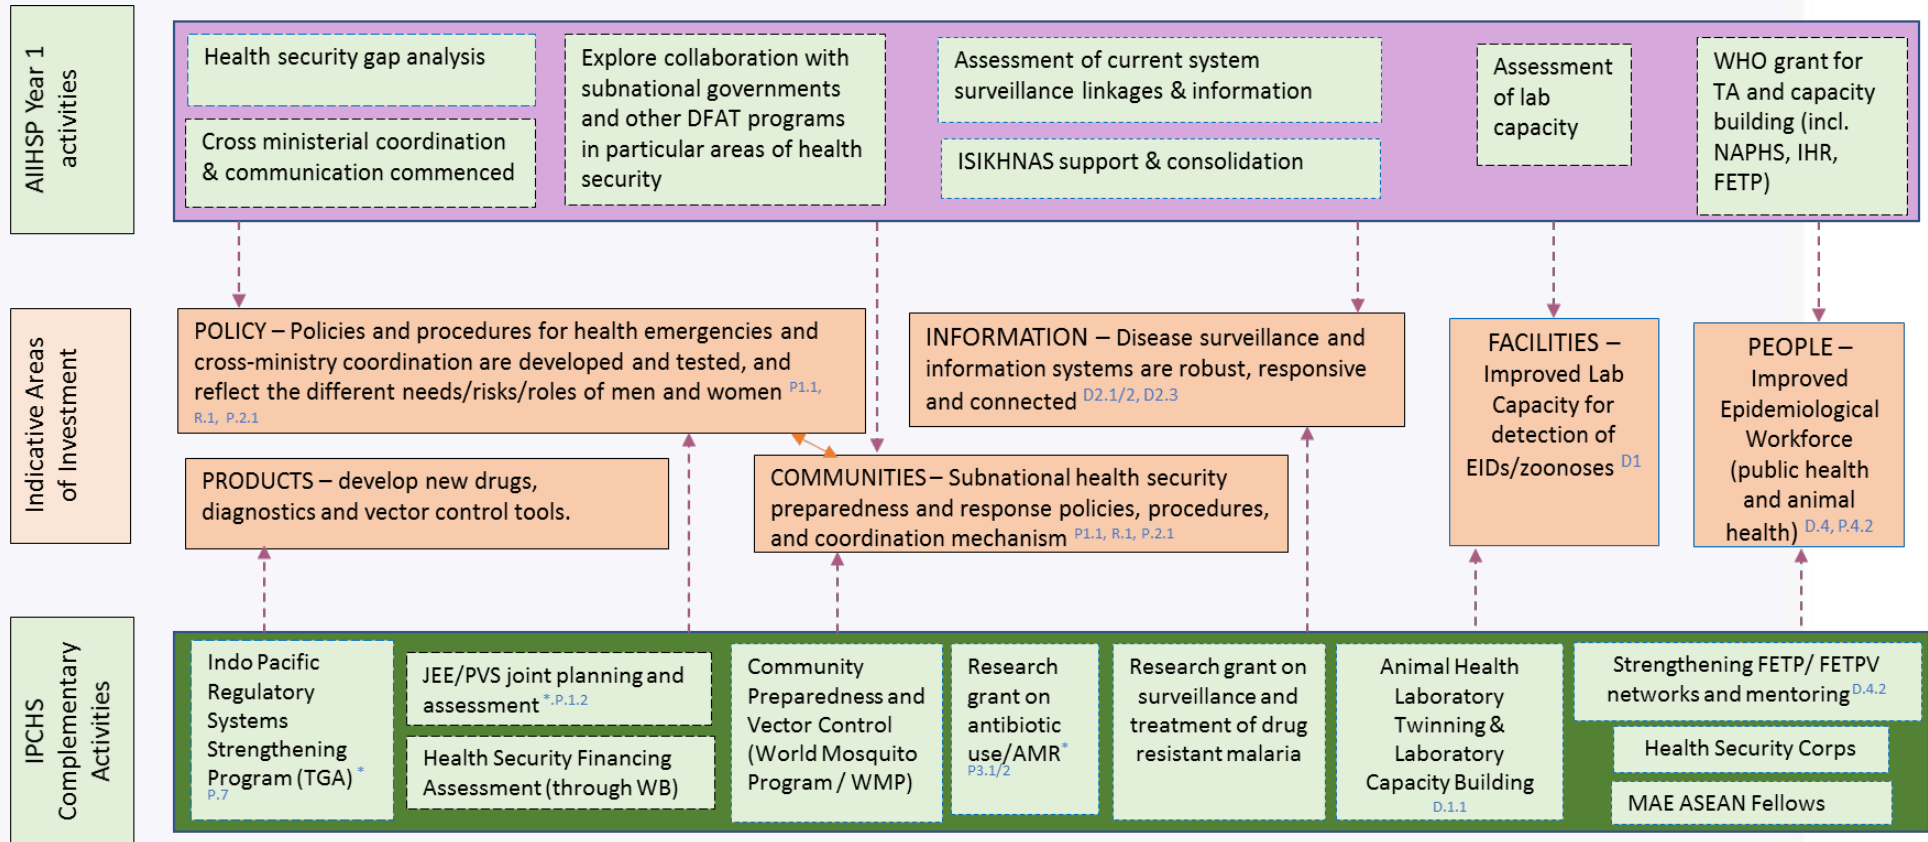 AIIHSP Year 1
activities
Health security gap analysis
Cross ministerial coordination
& communication commenced
Explore collaboration with
subnational governments
and other DFAT programs
in particular areas of health
security
Assessment of current system
surveillance linkages & information
ISIKHNAS support & consolidation
Assessment
of lab
capacity
WHO grant for
TA and capacity
building (incl.
NAPHS, IHR,
FETP)
Indicative Areas
of Investment
POLICY – Policies and procedures for health emergencies and
cross-ministry coordination are developed and tested, and
reflect the different needs/risks/roles of men and women P1.1,
R.1, P.2.1
PRODUCTS – develop new drugs,
diagnostics and vector control tools.
COMMUNITIES – Subnational health security
preparedness and response policies, procedures,
and coordination mechanism P1.1, R.1, P.2.1
INFORMATION – Disease surveillance and
information systems are robust, responsive
and connected D2.1/2, D2.3
FACILITIES –
Improved Lab
Capacity for
detection of
EIDs/zoonoses D1
PEOPLE –
Improved
Epidemiological
Workforce
(public health
and animal
health) D.4, P.4.2
IPCHS
Complementary
Activities
Indo Pacific
Regulatory
Systems
Strengthening
Program (TGA) *
P.7
JEE/PVS joint planning and
assessment *.P.1.2
Health Security Financing
Assessment (through WB)
Community
Preparedness and
Vector Control
(World Mosquito
Program / WMP)
Research
grant on
antibiotic
use/AMR*
P3.1/2
Research grant on
surveillance and
treatment of drug
resistant malaria
Animal Health
Laboratory
Twinning &
Laboratory
Capacity Building
D.1.1
Strengthening FETP/ FETPV
networks and mentoring D.4.2
Health Security Corps
MAE ASEAN Fellows